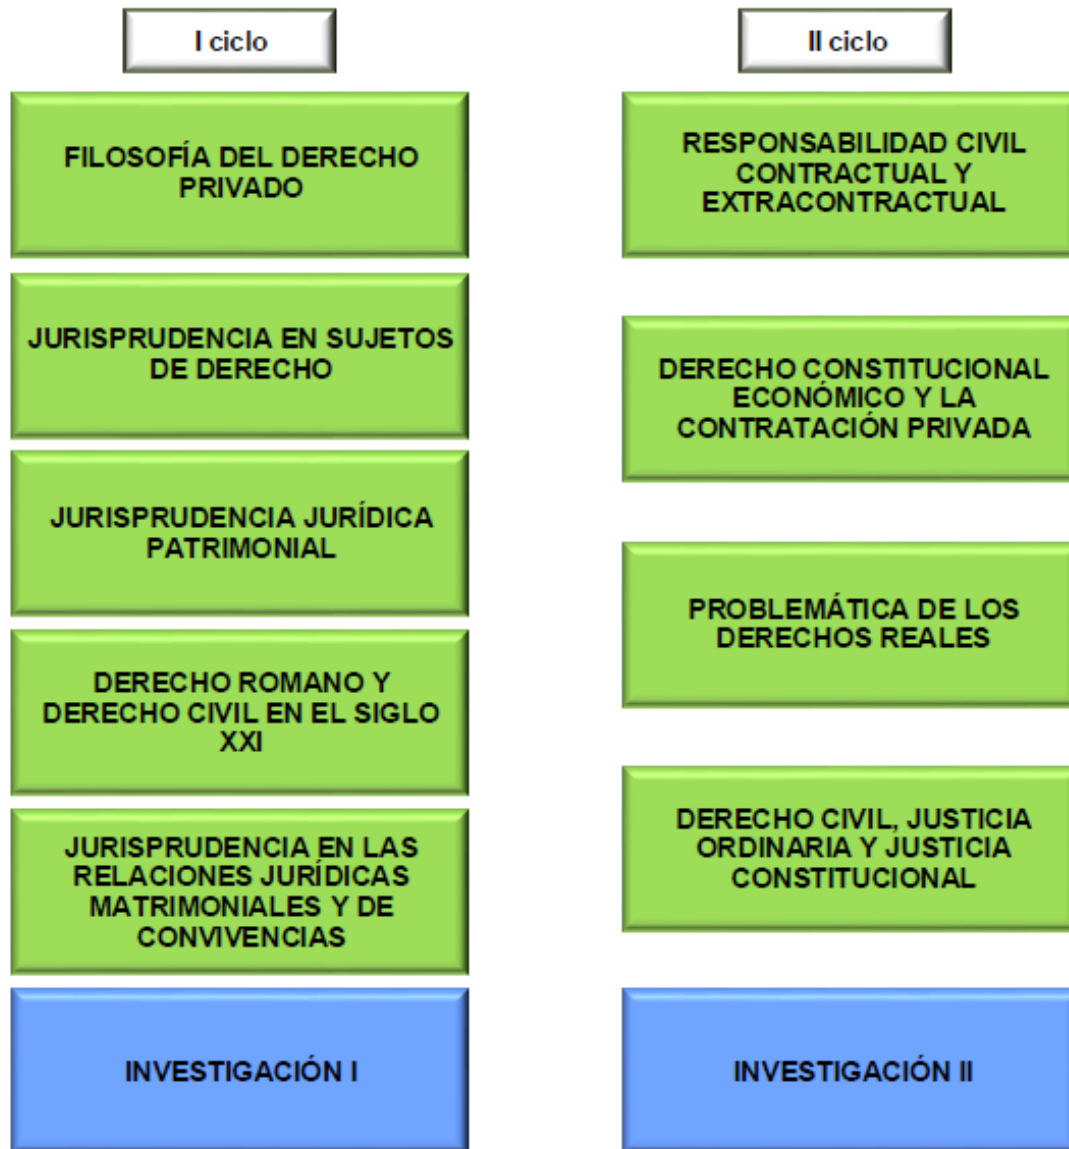 I ciclo
FILOSOFÍA DEL DERECHO
PRIVADO
JURISPRUDENCIA EN SUJETOS
DE DERECHO
JURISPRUDENCIA JURÍDICA
PATRIMONIAL
DERECHO ROMANO Y
DERECHO CIVIL EN EL SIGLO
XXI
JURISPRUDENCIA EN LAS
RELACIONES JURÍDICAS
MATRIMONIALES Y DE
CONVIVENCIAS
INVESTIGACIÓN I
II ciclo
RESPONSABILIDAD CIVIL
CONTRACTUAL Y
EXTRACONTRACTUAL
DERECHO CONSTITUCIONAL
ECONÓMICO Y LA
CONTRATACIÓN PRIVADA
PROBLEMÁTICA DE LOS
DERECHOS REALES
DERECHO CIVIL, JUSTICIA
ORDINARIA Y JUSTICIA
CONSTITUCIONAL
INVESTIGACIÓN II